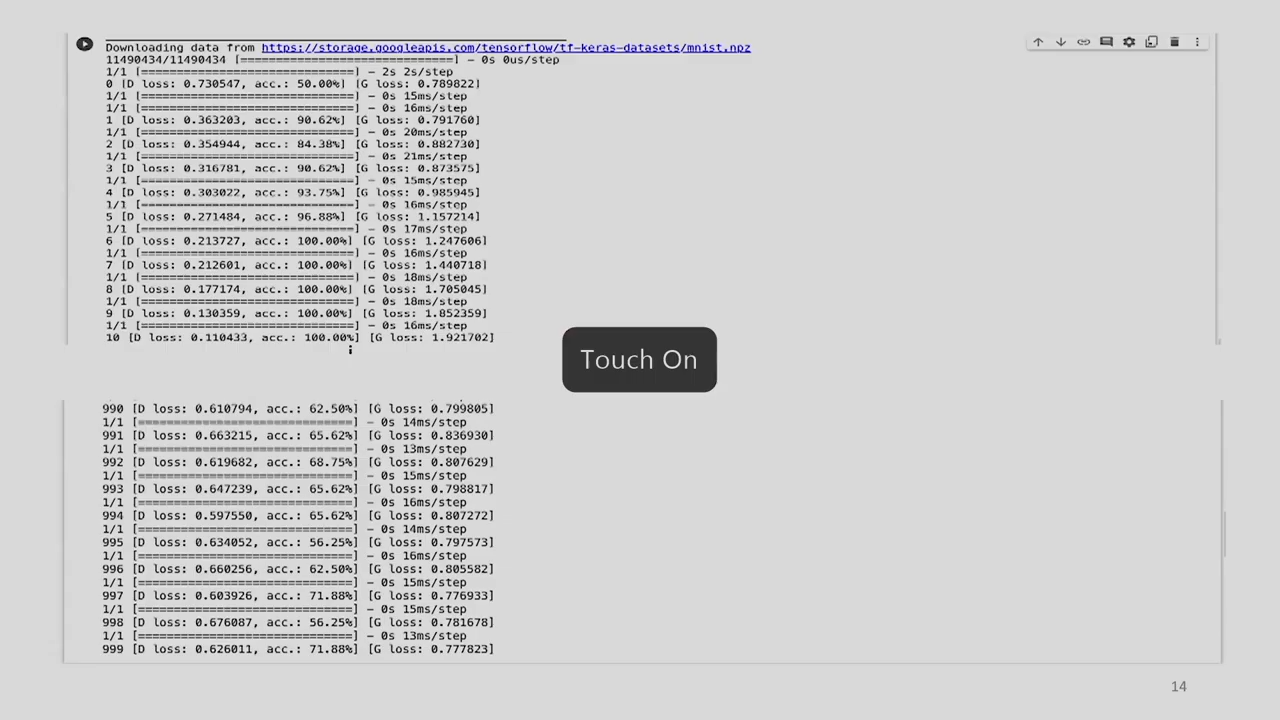 Downloading data from https://storage.googleapis.com/tensorflow/tf-keras-datasets/mnist.npz
11490434/11490434 [==============================] - 0s 0us/step
1/1 [==============================] - 2s 2s/step
0 [D loss: 0.730547, acc.: 50.00%] [G loss: 0.789822]
1/1 [==============================] - 0s 15ms/step
1/1 [==============================] - 0s 16ms/step
1 [D loss: 0.363203, acc.: 90.62%] [G loss: 0.791760]
1/1 [==============================] - 0s 20ms/step
2 [D loss: 0.354944, acc.: 84.38%] [G loss: 0.882730]
1/1 [==============================] - 0s 21ms/step
3 [D loss: 0.316781, acc.: 90.62%] [G loss: 0.873575]
1/1 [==============================] - 0s 15ms/step
4 [D loss: 0.303022, acc.: 93.75%] [G loss: 0.985945]
1/1 [==============================] - 0s 16ms/step
5 [D loss: 0.271484, acc.: 96.88%] [G loss: 1.157214]
1/1 [==============================] - 0s 17ms/step
6 [D loss: 0.213727, acc.: 100.00%] [G loss: 1.247606]
1/1 [==============================] - 0s 16ms/step
7 [D loss: 0.212601, acc.: 100.00%] [G loss: 1.440718]
1/1 [==============================] - 0s 18ms/step
8 [D loss: 0.177174, acc.: 100.00%] [G loss: 1.705045]
1/1 [==============================] - 0s 18ms/step
9 [D loss: 0.130359, acc.: 100.00%] [G loss: 1.852359]
1/1 [==============================] - 0s 16ms/step
10 [D loss: 0.110433, acc.: 100.00%] [G loss: 1.921702]
Touch On
990 [D loss: 0.610794, acc.: 62.50%] [G loss: 0.799805]
1/1 [==============================] - 0s 14ms/step
991 [D loss: 0.663215, acc.: 65.62%] [G loss: 0.836930]
1/1 [==============================] - 0s 13ms/step
992 [D loss: 0.619682, acc.: 68.75%] [G loss: 0.807629]
1/1 [==============================] - 0s 15ms/step
993 [D loss: 0.647239, acc.: 65.62%] [G loss: 0.798817]
1/1 [==============================] - 0s 16ms/step
994 [D loss: 0.597550, acc.: 65.62%] [G loss: 0.807272]
1/1 [==============================] - 0s 14ms/step
995 [D loss: 0.634052, acc.: 56.25%] [G loss: 0.797573]
1/1 [==============================] - 0s 16ms/step
996 [D loss: 0.660256, acc.: 62.50%] [G loss: 0.805582]
1/1 [==============================] - 0s 15ms/step
997 [D loss: 0.603926, acc.: 71.88%] [G loss: 0.776933]
1/1 [==============================] - 0s 15ms/step
998 [D loss: 0.676087, acc.: 56.25%] [G loss: 0.781678]
1/1 [==============================] - 0s 13ms/step
999 [D loss: 0.626011, acc.: 71.88%] [G loss: 0.777823]
14